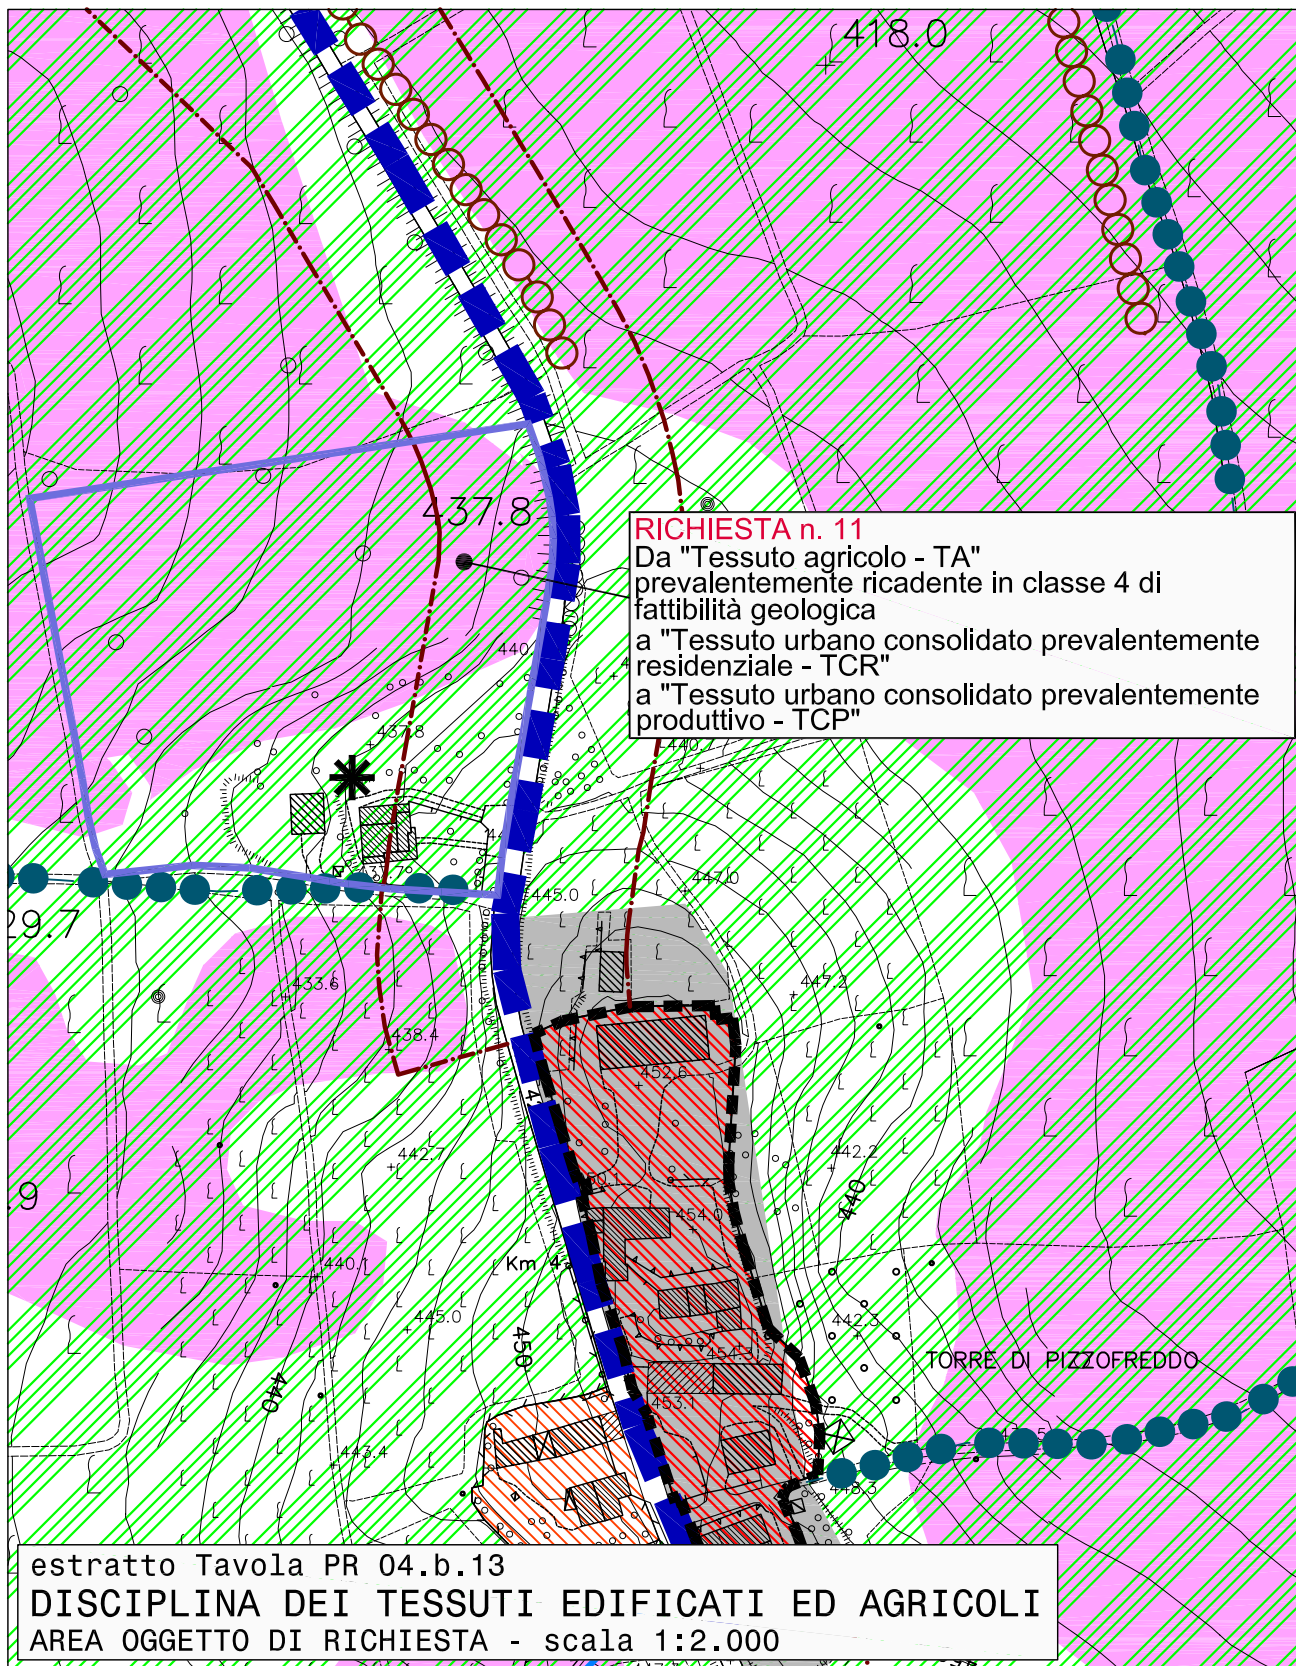 418.0
437.8
RICHIESTA n. 11
Da "Tessuto agricolo - TA"
prevalentemente ricadente in classe 4 di
fattibilità geologica
a "Tessuto urbano consolidato prevalentemente
residenziale - TCR"
a "Tessuto urbano consolidato prevalentemente
produttivo - TCP"
440
437.8
440.7
447.0
445.0
29.7
433.6
447.2
438.4
452.6
442.7
442.2
.9
440
454.0
Km 4
440.1
445.0
442.3
450
454.3
TORRE DI PIZZOFREDDO
440
453.1
443.4
448.3
estratto Tavola PR 04.b.13
DISCIPLINA DEI TESSUTI EDIFICATI ED AGRICOLI
AREA OGGETTO DI RICHIESTA - scala 1:2.000